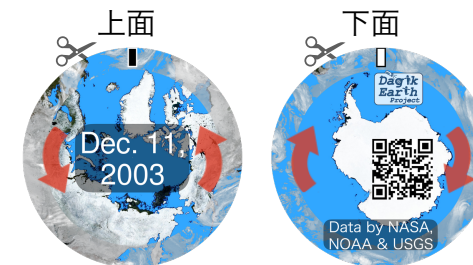 上面
下面
Dagik
Earth
Project
Dec. 11
2003
Data by NASA,
NOAA & USGS